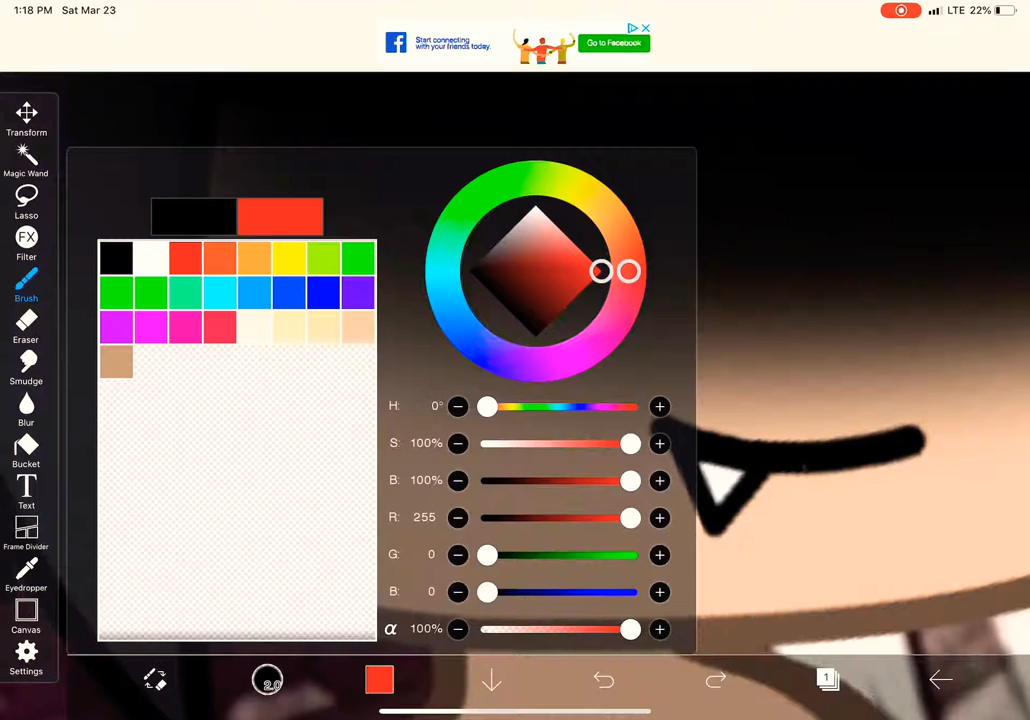 1:18 PM Sat Mar 23
LTE 22%
Start connecting
with your friends today.
Go to Facebook
Transform
Magic Wand
Lasso
FX
Filter
Brush
Eraser
Smudge
Blur
Bucket
T
Text
Frame Divider
Eyedropper
Canvas
Settings
H: 0°
S: 100%
B: 100%
R: 255
G: 0
B: 0
α 100%
2.0
1